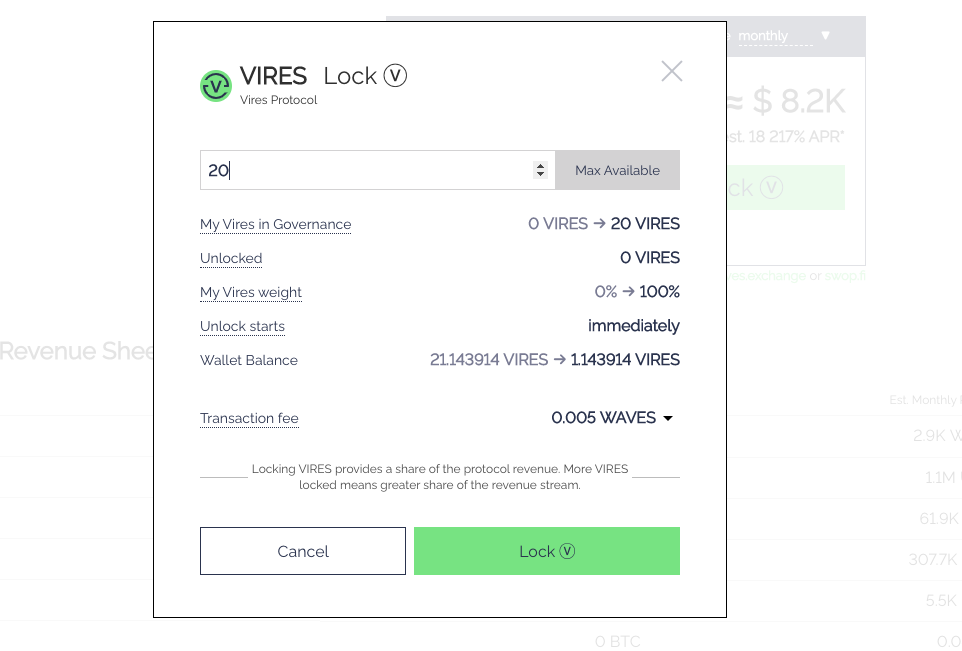 monthly ▼
VIRES Lock Ⓥ
Vires Protocol
≈ $ 8.2K
est. 18 217% APR*
20
Max Available
My Vires in Governance 0 VIRES → 20 VIRES
Unlocked 0 VIRES
ves.exchange or swop.fi
My Vires weight 0% → 100%
Unlock starts immediately
Revenue Shee
Wallet Balance 21.143914 VIRES → 1.143914 VIRES
Est. Monthly
Transaction fee 0.005 WAVES
2.9K W
Locking VIRES provides a share of the protocol revenue. More VIRES
locked means greater share of the revenue stream.
1.1M
61.9K
Cancel
Lock Ⓥ
307.7K
5.5K
0 BTC
0.0